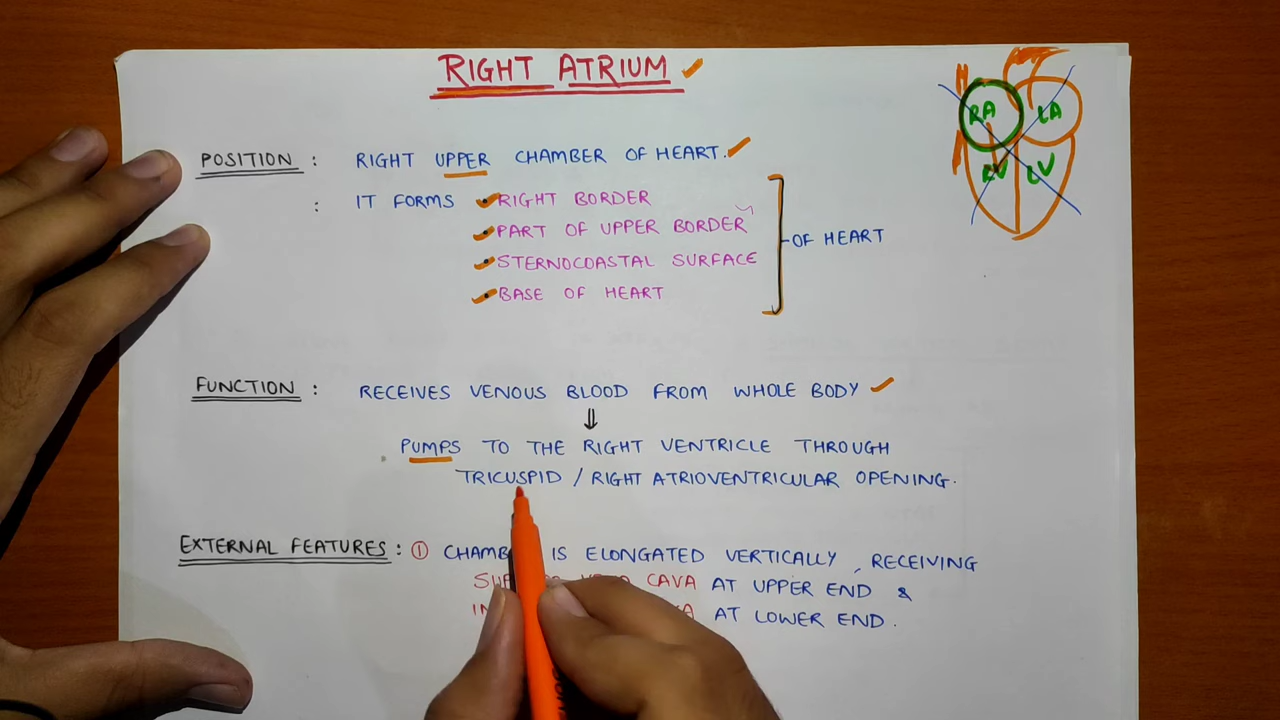 RIGHT ATRIUM
RA LA
RV LV
POSITION : RIGHT UPPER CHAMBER OF HEART.
: IT FORMS • RIGHT BORDER
• PART OF UPPER BORDER
• STERNOCOASTAL SURFACE
• BASE OF HEART
OF HEART
FUNCTION : RECEIVES VENOUS BLOOD FROM WHOLE BODY
⇓
PUMPS TO THE RIGHT VENTRICLE THROUGH
TRICUSPID / RIGHT ATRIOVENTRICULAR OPENING.
EXTERNAL FEATURES : ① IS ELONGATED VERTICALLY, RECEIVING
CAVA AT UPPER END &
AT LOWER END.